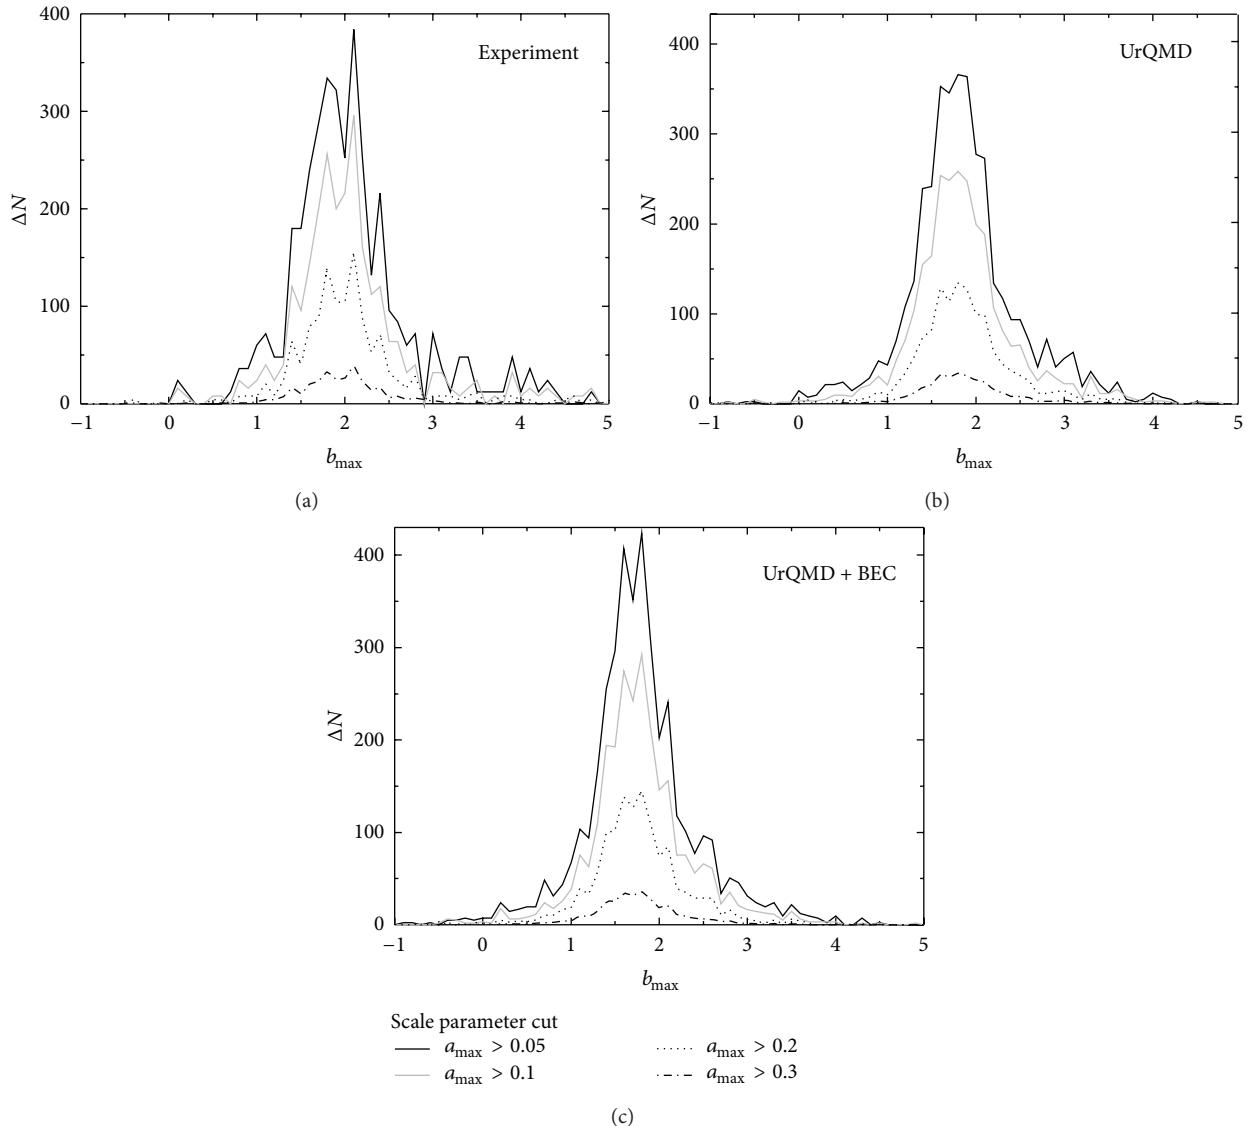 400
300
200
100
0
ΔN
Experiment
−1
0
1
2
3
4
5
b_max
(a)
400
300
200
100
0
ΔN
UrQMD
−1
0
1
2
3
4
5
b_max
(b)
400
300
200
100
0
ΔN
UrQMD + BEC
−1
0
1
2
3
4
5
b_max
Scale parameter cut
a_max > 0.05
a_max > 0.2
a_max > 0.1
a_max > 0.3
(c)